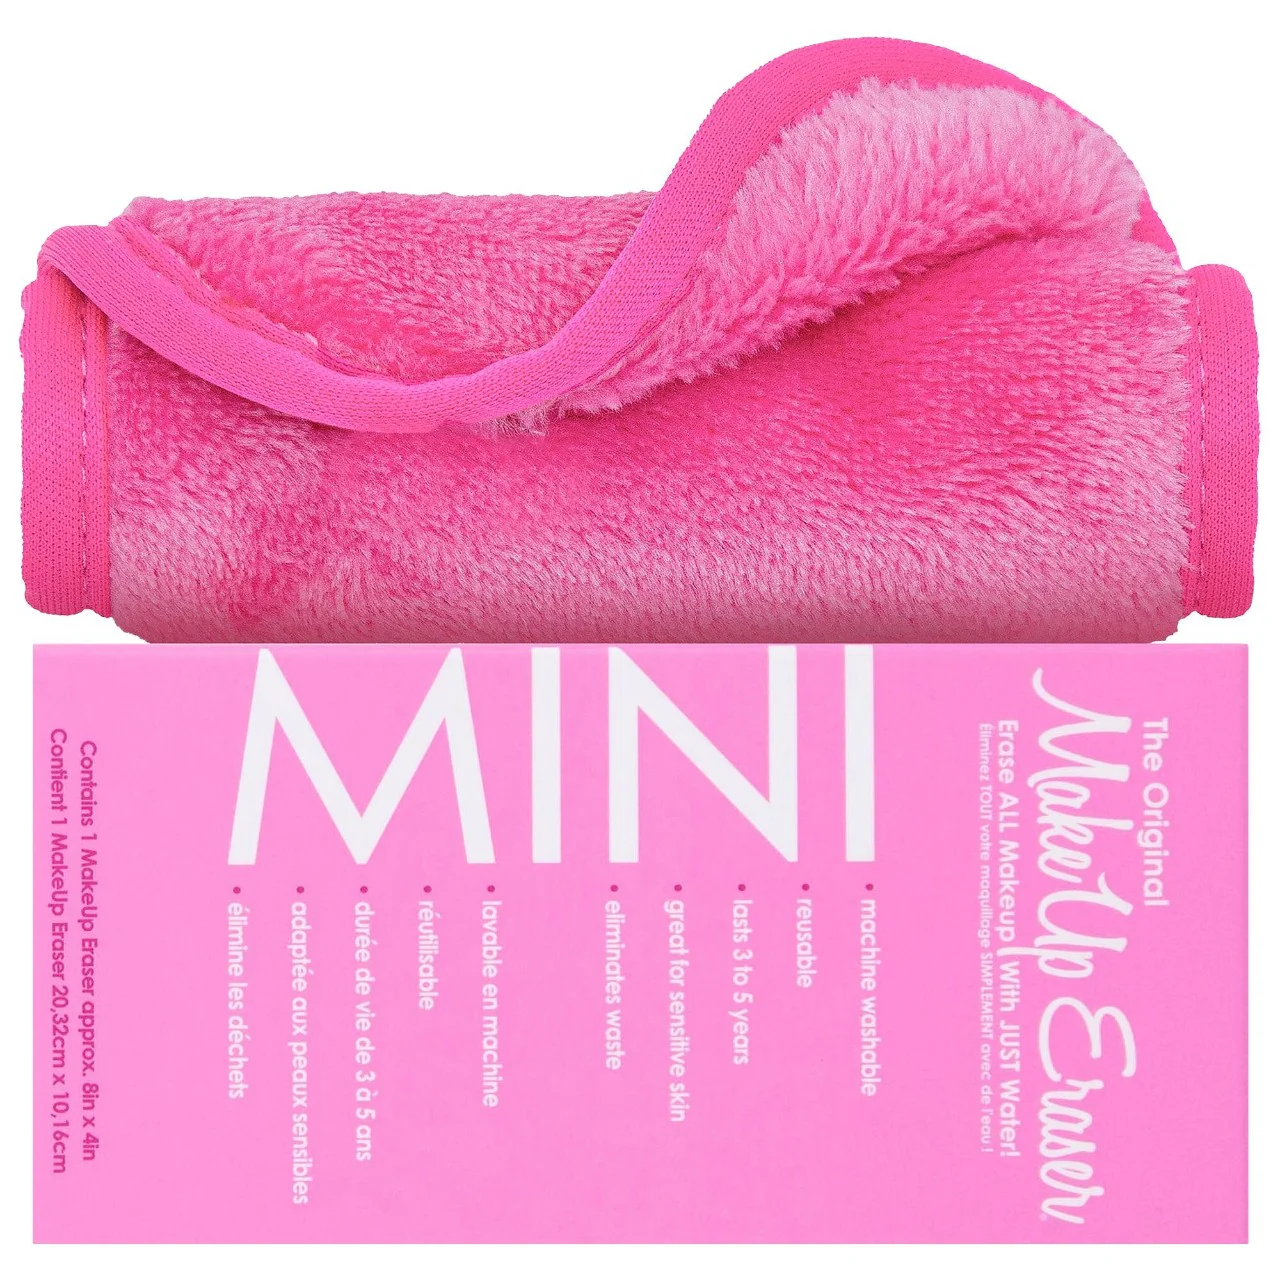 The Original
MakeUp Eraser®
Erase ALL Makeup With JUST Water!
Éliminez TOUT votre maquillage SIMPLEMENT avec de l'eau !
MINI
• machine washable
• reusable
• lasts 3 to 5 years
• great for sensitive skin
• eliminates waste
• lavable en machine
• réutilisable
• durée de vie de 3 à 5 ans
• adaptée aux peaux sensibles
• élimine les déchets
Contains 1 MakeUp Eraser approx. 8in x 4in
Contient 1 MakeUp Eraser 20,32cm x 10,16cm